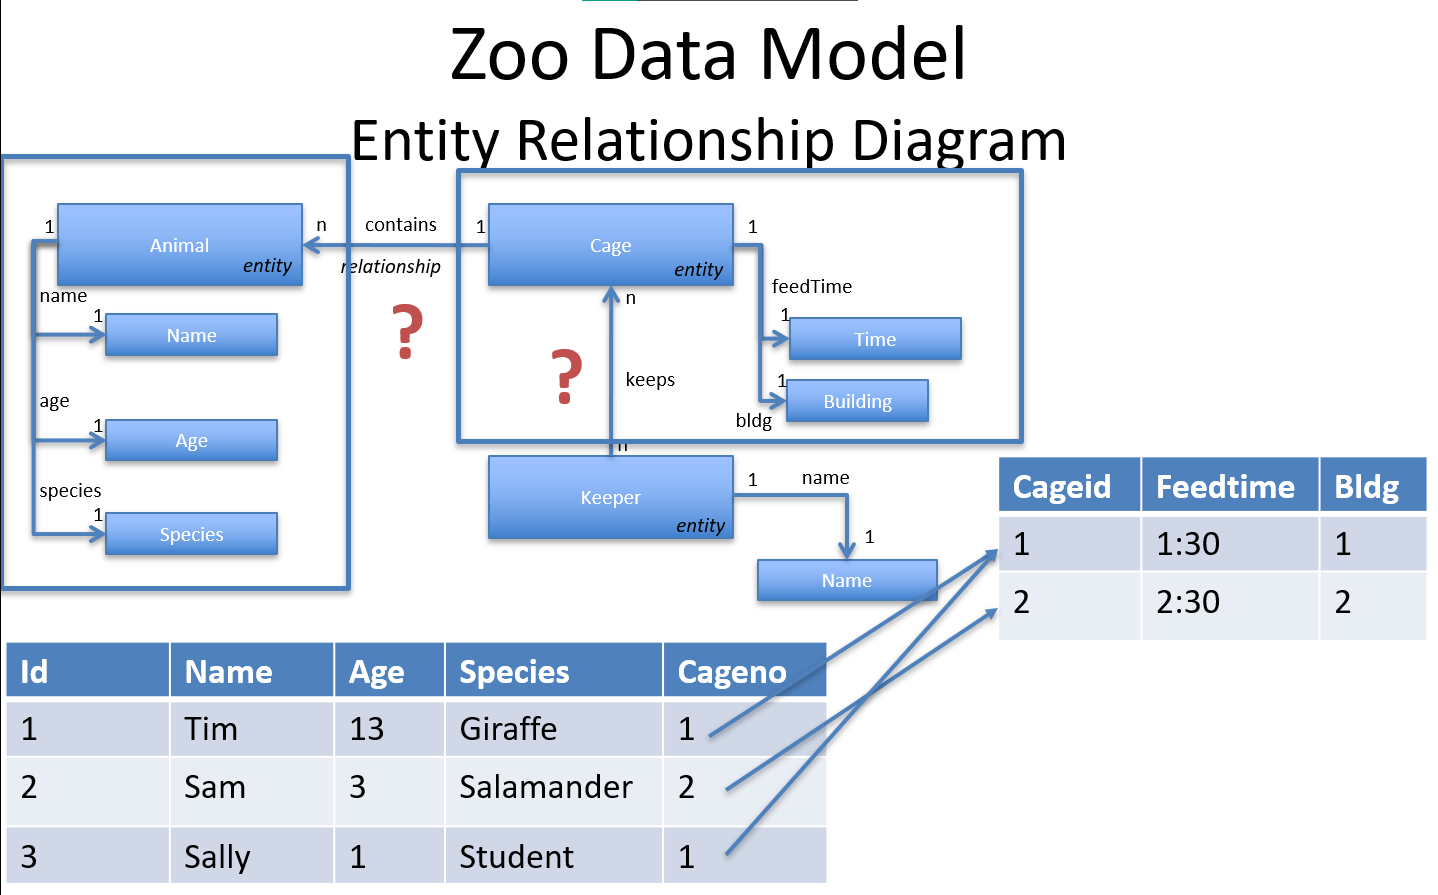 Zoo Data Model
Entity Relationship Diagram
1
Animal
entity
n
contains
relationship
1
Cage
entity
1
name
1
Name
age
1
Age
species
1
Species
?
?
n
keeps
n
feedTime
1
Time
1
Building
bldg
Keeper
entity
1
name
1
Name
Cageid Feedtime Bldg
1 1:30 1
2 2:30 2
Id Name Age Species Cageno
1 Tim 13 Giraffe 1
2 Sam 3 Salamander 2
3 Sally 1 Student 1